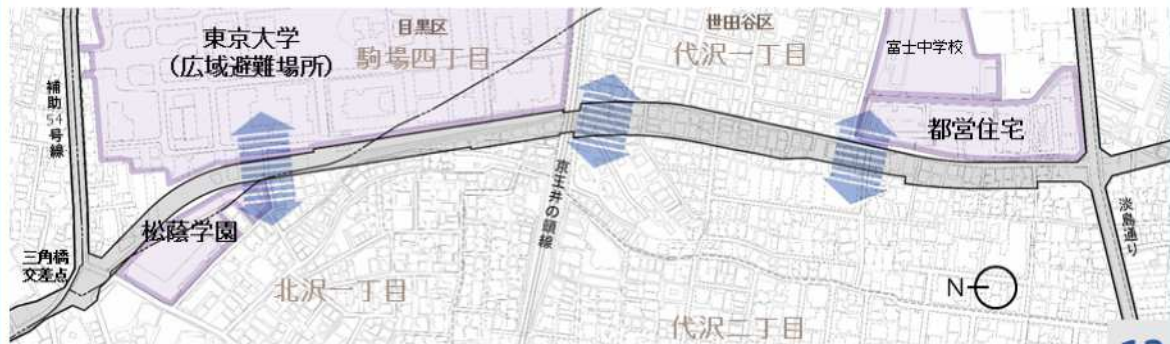 東京大学
（広域避難場所）
目黒区
駒場四丁目
世田谷区
代沢一丁目
富士中学校
都営住宅
補助54号線
松蔭学園
三角橋
交差点
北沢一丁目
京王井の頭線
代沢二丁目
淡島通り
N